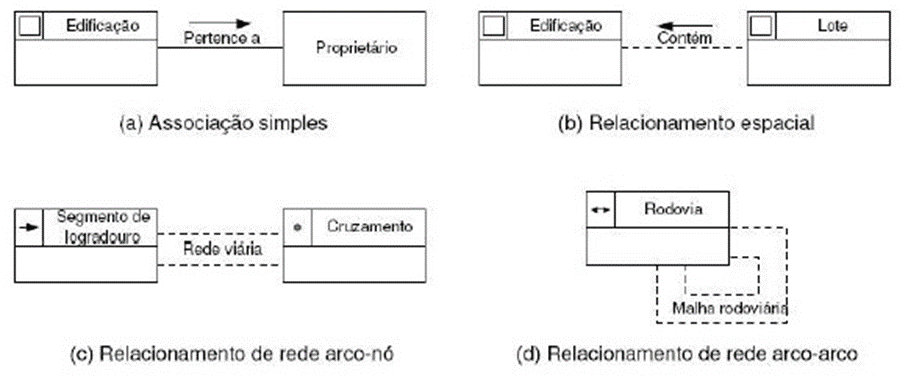 Edificação
Pertence a
Proprietário
(a) Associação simples
Edificação
Contém
Lote
(b) Relacionamento espacial
Segmento de
logradouro
Rede viária
Cruzamento
(c) Relacionamento de rede arco-nó
Rodovia
Malha rodoviária
(d) Relacionamento de rede arco-arco